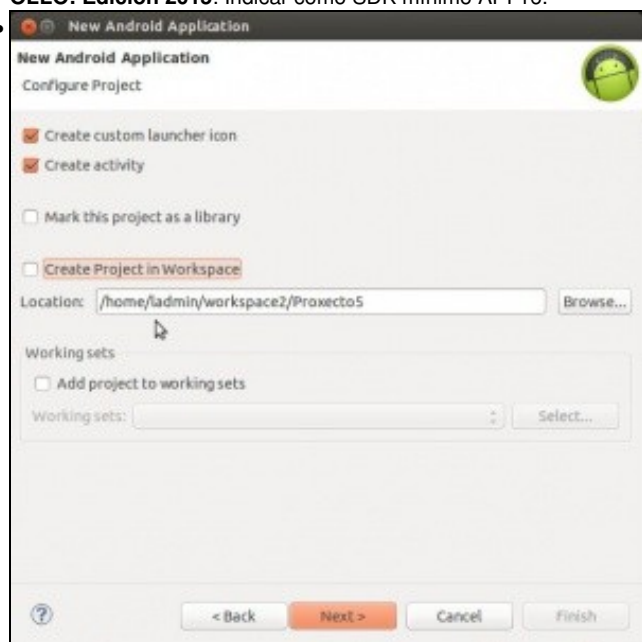 New Android Application
New Android Application
Configure Project
Create custom launcher icon
Create activity
Mark this project as a library
Create Project in Workspace
Location: /home/ladmin/workspace2/Proxecto5 Browse...
Working sets
Add project to working sets
Working sets: Select...
? < Back Next > Cancel Finish